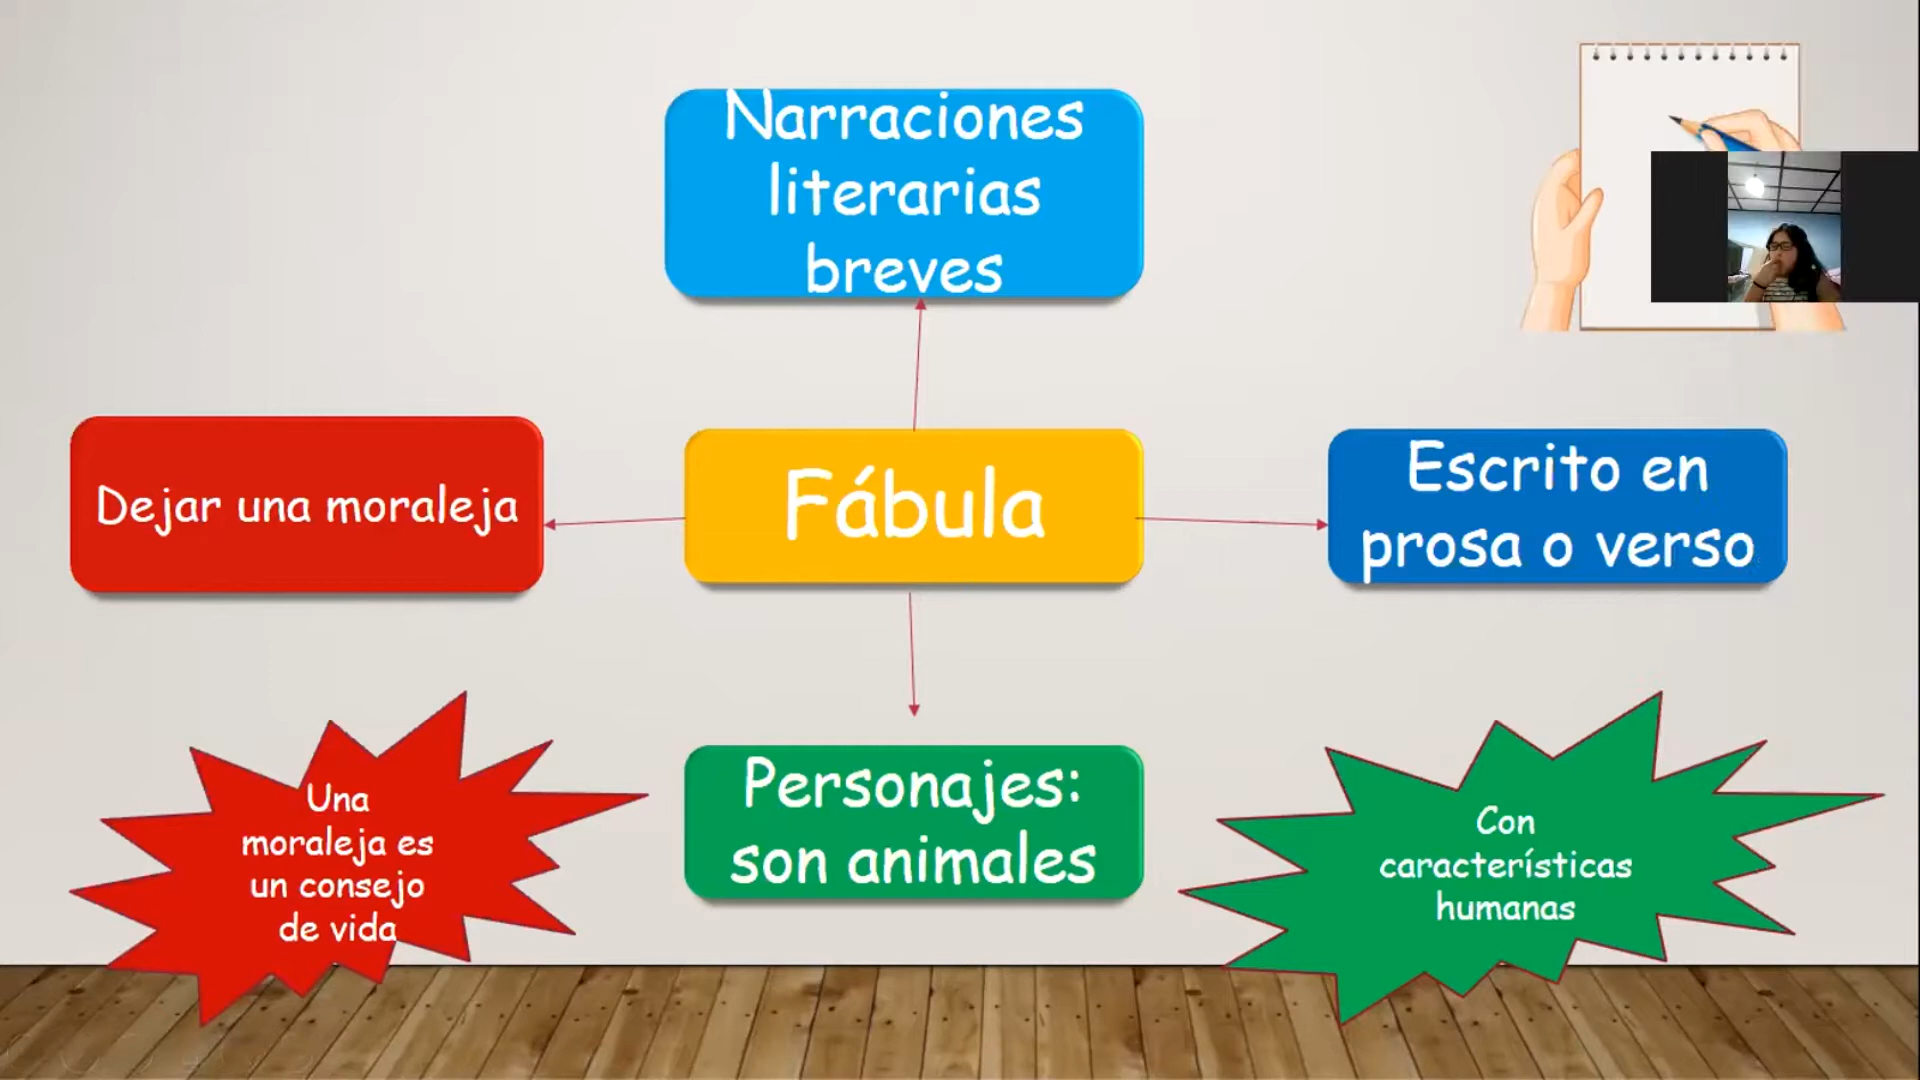 Narraciones
literarias
breves
Dejar una moraleja
Fábula
Escrito en
prosa o verso
Personajes:
son animales
Una
moraleja es
un consejo
de vida
Con
características
humanas